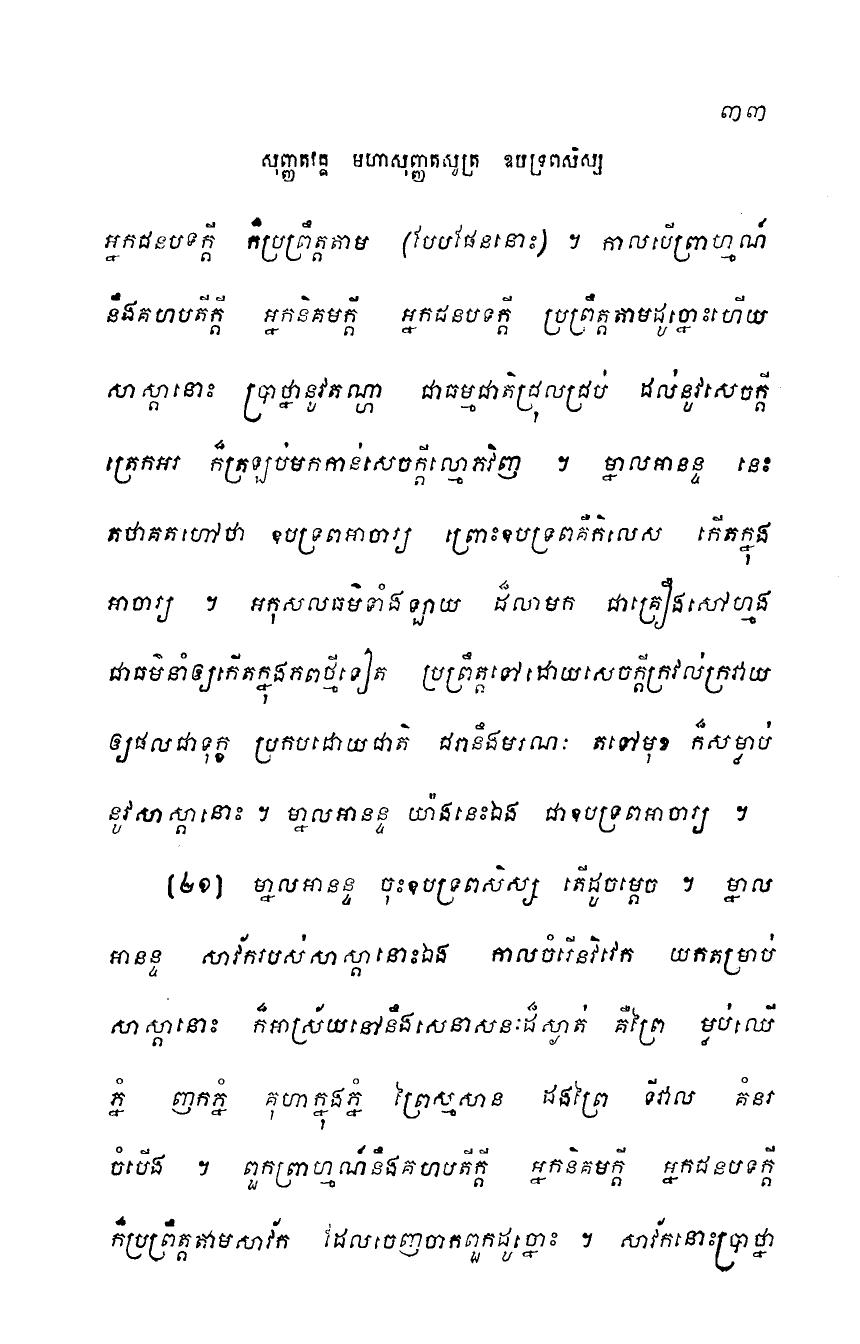 ៣៣
សុញ្ញតវគ្គ មហាសុញ្ញតសូត្រ ឧបទ្រពសិស្ស
អ្នកជនបទក្តី ក៏ប្រព្រឹត្តតាម (បែបផែននោះ) ។ កាលបើព្រាហ្មណ៍
នឹងគហបតីក្តី អ្នកនិគមក្តី អ្នកជនបទក្តី ប្រព្រឹត្តតាមដូច្នោះហើយ
សាស្តានោះ ប្រាថ្នានូវតណ្ហា ជាធម្មជាតិជ្រុលជ្រប់ ដល់នូវសេចក្តី
ត្រេកអរ ក៏ត្រឡប់មកកាន់សេចក្តីល្មោភវិញ ។ ម្នាលអានន្ទ នេះ
តថាគតហៅថា ឧបទ្រពអាចារ្យ ព្រោះឧបទ្រពគឺកិលេស កើតក្នុង
អាចារ្យ ។ អកុសលធម៌ទាំងឡាយ ដ៏លាមក ជាគ្រឿងសៅហ្មង
ជាធម៌នាំឲ្យកើតក្នុងភពថ្មីទៀត ប្រព្រឹត្តទៅដោយសេចក្តីក្រវល់ក្រវាយ
ឲ្យផលជាទុក្ខ ប្រកបដោយជាតិ ជរានឹងមរណៈ តទៅមុខ ក៏សម្លាប់
នូវសាស្តានោះ ។ ម្នាលអានន្ទ យ៉ាងនេះឯង ជាឧបទ្រពអាចារ្យ ។
[៤១] ម្នាលអានន្ទ ចុះឧបទ្រពសិស្ស តើដូចម្តេច ។ ម្នាល
អានន្ទ សាវ័ករបស់សាស្តានោះឯង កាលចំរើនវិវេក យកតម្រាប់
សាស្តានោះ ក៏អាស្រ័យនៅនឹងសេនាសនៈដ៏ស្ងាត់ គឺព្រៃ ម្លប់ឈើ
ភ្នំ ញកភ្នំ គុហាក្នុងភ្នំ ព្រៃស្មសាន ដងព្រៃ ទីវាល គំនរ
ចំបើង ។ ពួកព្រាហ្មណ៍នឹងគហបតីក្តី អ្នកនិគមក្តី អ្នកជនបទក្តី
ក៏ប្រព្រឹត្តតាមសាវ័ក ដែលចេញចាកពួកដូច្នោះ ។ សាវ័កនោះប្រាថ្នា